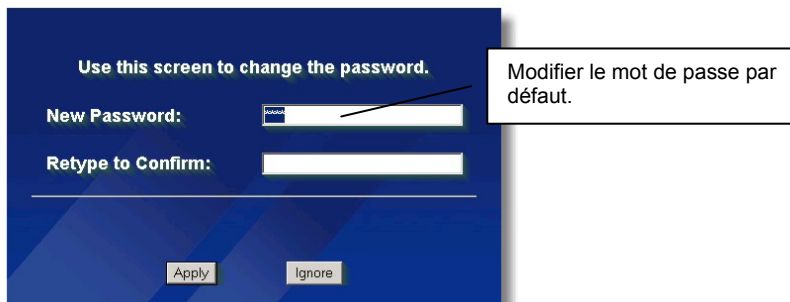 Use this screen to change the password.
Modifier le mot de passe par
défaut.
New Password:
Retype to Confirm:
Apply
Ignore